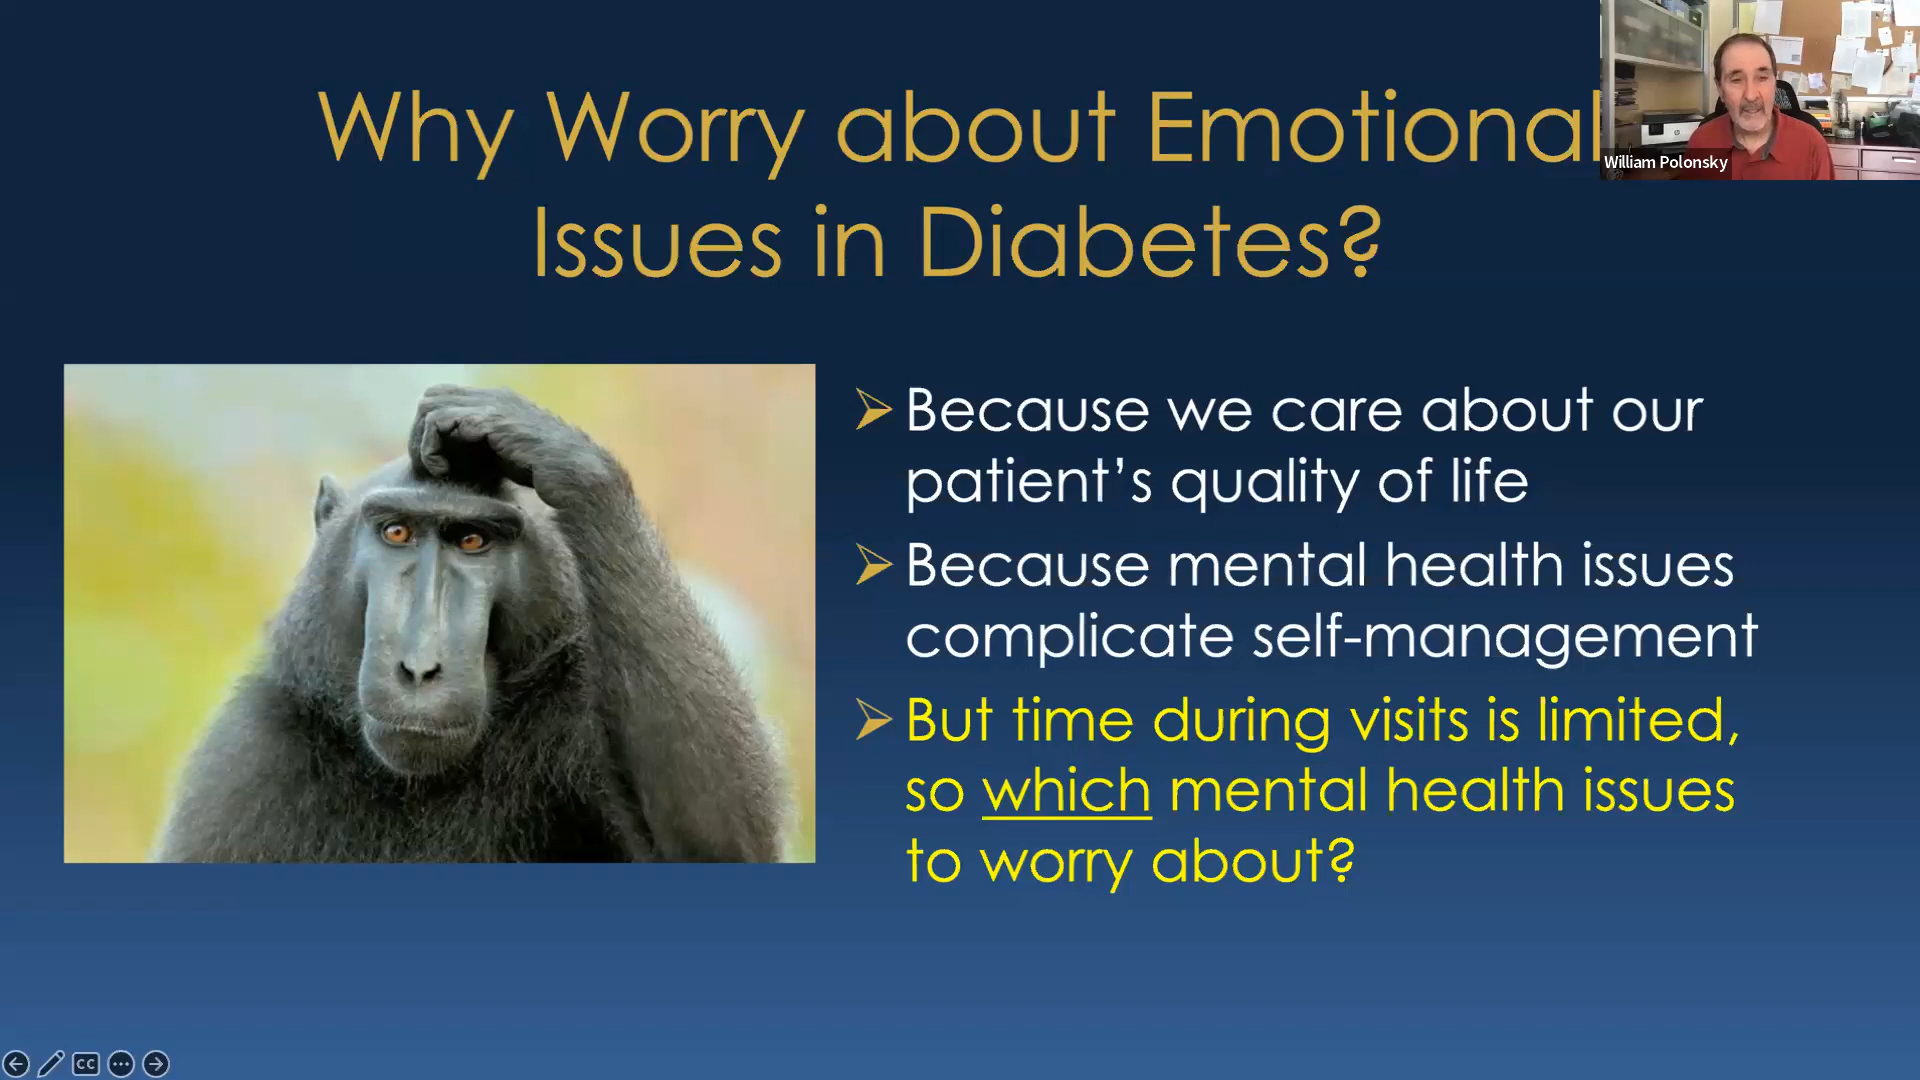 Why Worry about Emotional
Issues in Diabetes?
William Polonsky
Because we care about our
patient’s quality of life
Because mental health issues
complicate self-management
But time during visits is limited,
so which mental health issues
to worry about?
CC